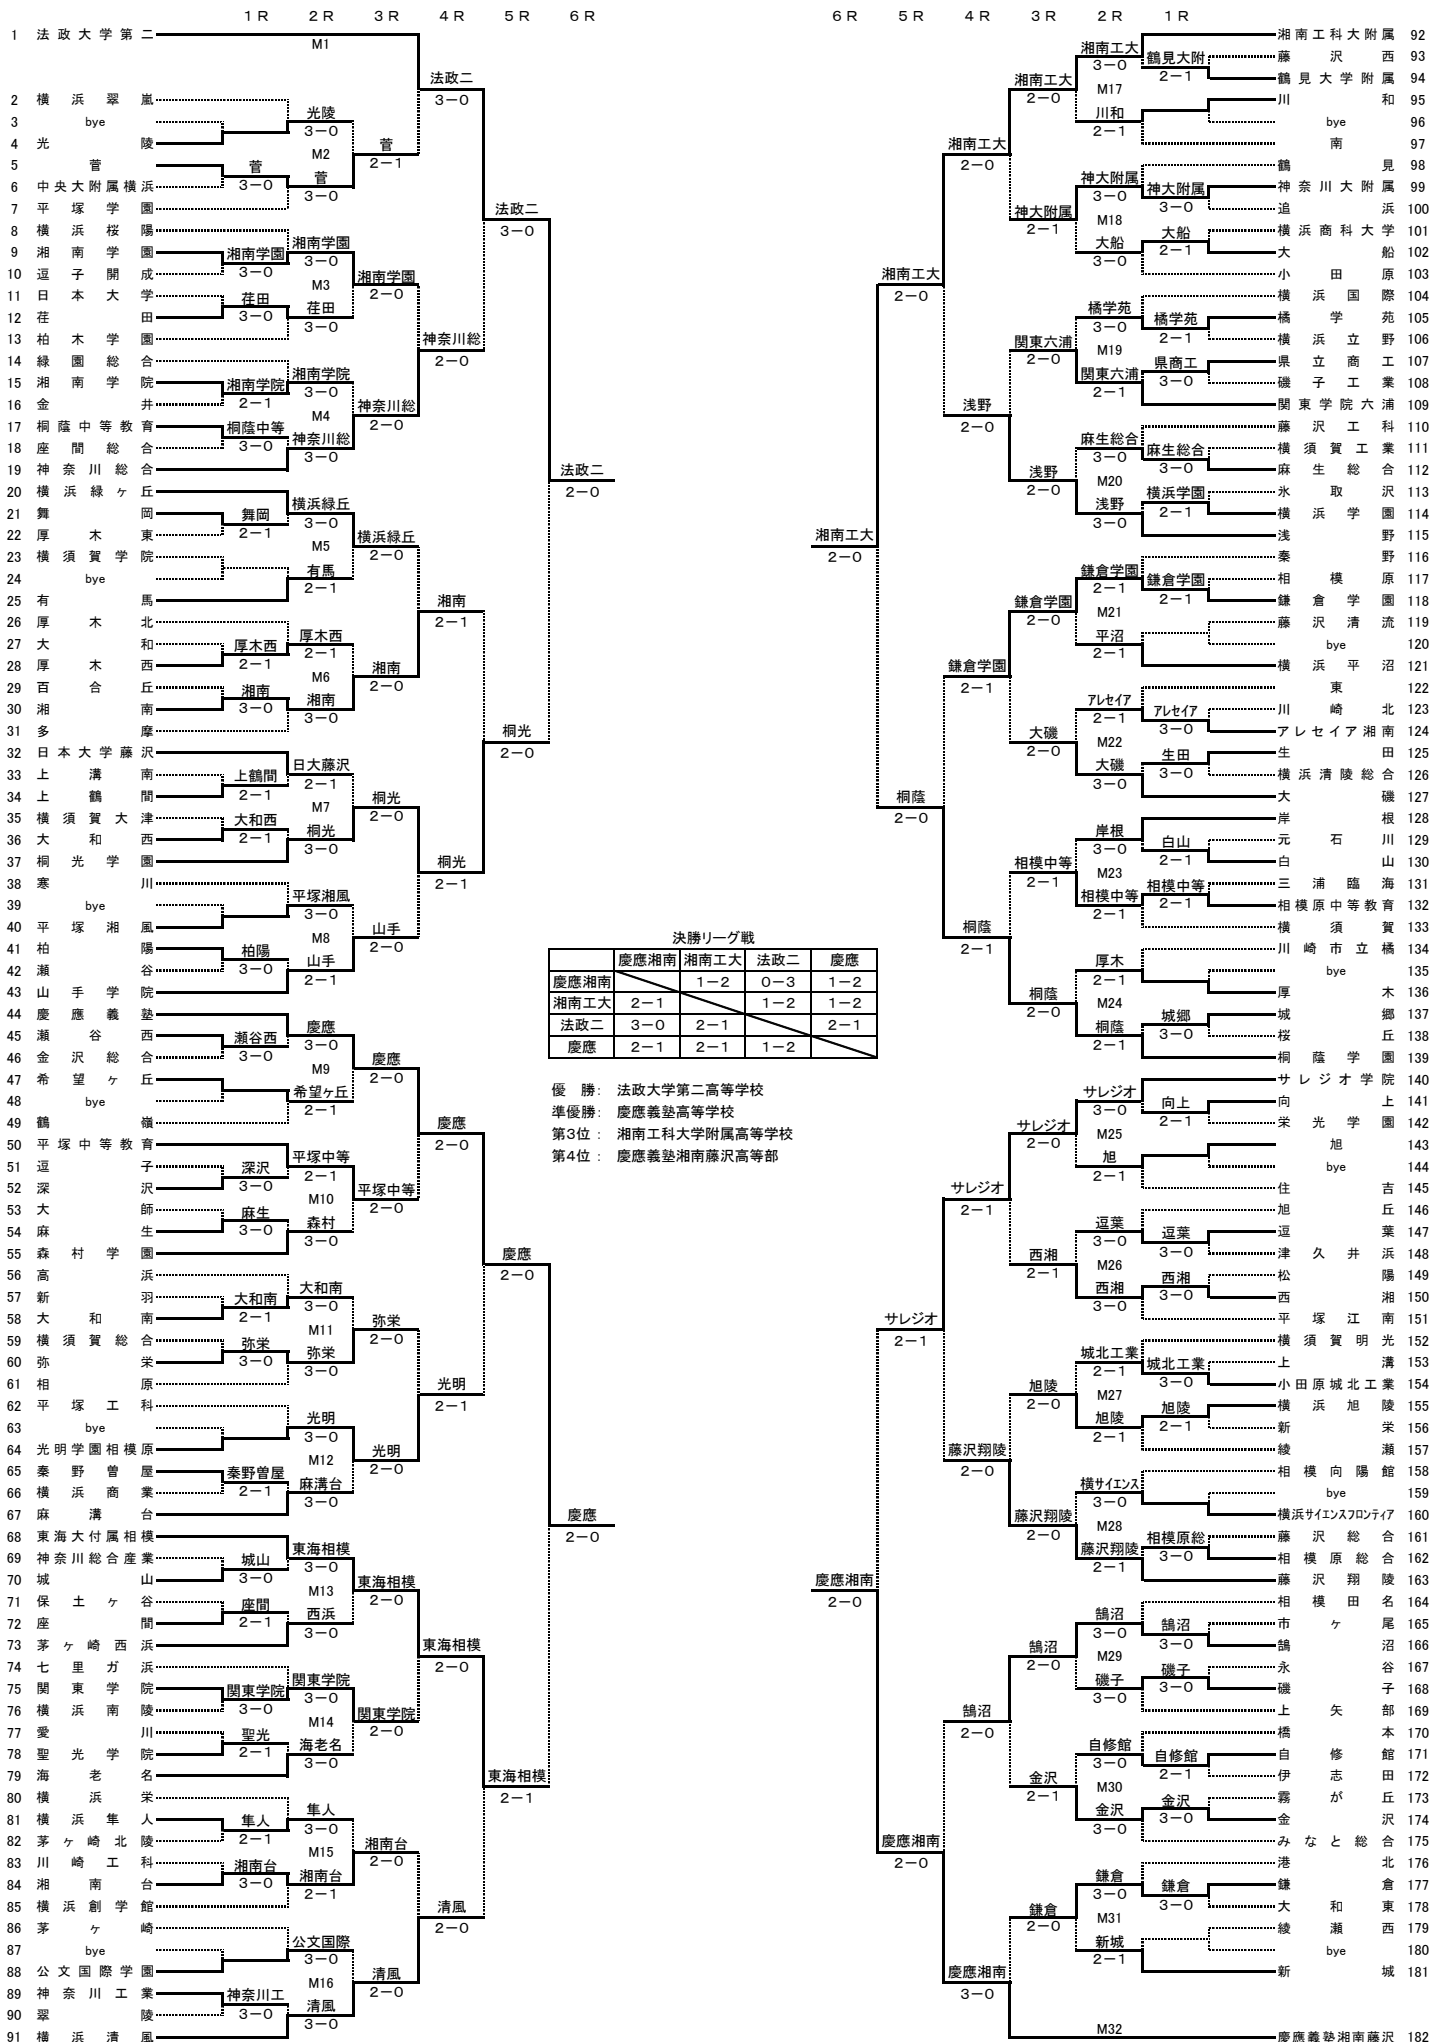 1R 2R 3R 4R 5R 6R
1 法政大学第二
2 横浜翠嵐
3 bye
4 光陵
5 菅
6 中央大附属横浜
7 平塚学園
8 横浜桜陽
9 湘南学園
10 逗子開成
11 日本大学
12 荏田
13 柏木学園
14 緑園総合
15 湘南学院
16 金井
17 桐蔭中等教育
18 座間総合
19 神奈川総合
20 横浜緑ヶ丘
21 舞岡
22 厚木東
23 横須賀学院
24 bye
25 有馬
26 厚木北
27 大和
28 厚木西
29 百合丘
30 湘南
31 多摩
32 日本大学藤沢
33 上溝南
34 上鶴間
35 横須賀大津
36 大和西
37 桐光学園
38 寒川
39 bye
40 平塚湘風
41 柏陽
42 瀬谷
43 山手学院
44 慶應義塾
45 瀬谷西
46 金沢総合
47 希望ヶ丘
48 bye
49 鶴嶺
50 平塚中等教育
51 逗子
52 深沢
53 大師
54 麻生
55 森村学園
56 高浜
57 新羽
58 大和南
59 横須賀総合
60 弥栄
61 相原
62 平塚工科
63 bye
64 光明学園相模原
65 秦野曽屋
66 横浜商業
67 麻溝台
68 東海大付属相模
69 神奈川総合産業
70 城山
71 保土ヶ谷
72 座間
73 茅ヶ崎西浜
74 七里ガ浜
75 関東学院
76 横浜南陵
77 愛川
78 聖光学院
79 海老名
80 横浜栄
81 横浜隼人
82 茅ヶ崎北陵
83 川崎工科
84 湘南台
85 横浜創学館
86 茅ヶ崎
87 bye
88 公文国際学園
89 神奈川工業
90 翠陵
91 横浜清風
菅
3-0
湘南学園
3-0
荏田
3-0
湘南学院
2-1
桐蔭中等
3-0
舞岡
2-1
厚木西
2-1
湘南
3-0
上鶴間
2-1
大和西
2-1
柏陽
3-0
瀬谷西
3-0
深沢
3-0
麻生
3-0
大和南
2-1
弥栄
3-0
秦野曽屋
2-1
城山
3-0
座間
2-1
関東学院
3-0
聖光
2-1
隼人
2-1
湘南台
3-0
神奈川工
3-0
M1
光陵
3-0
M2
菅
3-0
湘南学園
3-0
M3
荏田
3-0
湘南学院
3-0
M4
神奈川総
3-0
横浜緑丘
3-0
M5
有馬
2-1
厚木西
2-1
M6
湘南
3-0
日大藤沢
2-1
M7
桐光
3-0
平塚湘風
3-0
M8
山手
2-1
慶應
3-0
M9
希望ヶ丘
2-1
平塚中等
2-1
M10
森村
3-0
大和南
3-0
M11
弥栄
3-0
光明
3-0
M12
麻溝台
3-0
東海相模
3-0
M13
西浜
3-0
関東学院
3-0
M14
海老名
3-0
隼人
3-0
M15
湘南台
2-1
公文国際
3-0
M16
清風
3-0
菅
2-1
湘南学園
2-0
神奈川総
2-0
横浜緑丘
2-0
湘南
2-0
桐光
2-0
山手
2-0
慶應
2-0
平塚中等
2-0
弥栄
2-0
光明
2-0
東海相模
2-0
関東学院
2-0
湘南台
2-0
清風
2-0
法政二
3-0
神奈川総
2-0
湘南
2-1
桐光
2-1
慶應
2-0
光明
2-1
東海相模
2-0
清風
2-0
法政二
3-0
桐光
2-0
慶應
2-0
東海相模
2-1
法政二
2-0
慶應
2-0
決勝リーグ戦
慶應湘南 湘南工大 法政二 慶應
慶應湘南 1-2 0-3 1-2
湘南工大 2-1 1-2 1-2
法政二 3-0 2-1 2-1
慶應 2-1 2-1 1-2
優 勝： 法政大学第二高等学校
準優勝： 慶應義塾高等学校
第3位： 湘南工科大学附属高等学校
第4位： 慶應義塾湘南藤沢高等部
6R 5R 4R 3R 2R 1R
湘南工大
2-0
慶應湘南
2-0
湘南工大
2-0
桐蔭
2-0
サレジオ
2-1
慶應湘南
2-0
湘南工大
2-0
浅野
2-0
鎌倉学園
2-1
桐蔭
2-1
サレジオ
2-1
藤沢翔陵
2-0
鵠沼
2-0
慶應湘南
3-0
湘南工大
2-0
神大附属
2-1
関東六浦
2-0
浅野
2-0
鎌倉学園
2-0
大磯
2-0
相模中等
2-1
桐蔭
2-0
サレジオ
2-0
西湘
2-1
旭陵
2-0
藤沢翔陵
2-0
鵠沼
2-0
金沢
2-1
鎌倉
2-0
湘南工大
3-0
M17
川和
2-1
神大附属
3-0
M18
大船
3-0
橘学苑
3-0
M19
関東六浦
2-1
麻生総合
3-0
M20
浅野
3-0
鎌倉学園
2-1
M21
平沼
2-1
アレセイア
2-1
M22
大磯
3-0
岸根
3-0
M23
相模中等
2-1
厚木
2-1
M24
桐蔭
2-1
サレジオ
3-0
M25
旭
2-1
逗葉
3-0
M26
西湘
3-0
城北工業
2-1
M27
旭陵
2-1
横サイエンス
3-0
M28
藤沢翔陵
2-1
鵠沼
3-0
M29
磯子
3-0
自修館
3-0
M30
金沢
3-0
鎌倉
3-0
M31
新城
2-1
M32
鶴見大附
2-1
神大附属
3-0
大船
2-1
橘学苑
2-1
県商工
3-0
麻生総合
3-0
横浜学園
2-1
鎌倉学園
2-1
アレセイア
3-0
生田
3-0
白山
2-1
相模中等
2-1
城郷
3-0
向上
2-1
逗葉
3-0
西湘
3-0
城北工業
3-0
旭陵
2-1
相模原総
3-0
鵠沼
3-0
磯子
3-0
自修館
2-1
金沢
3-0
鎌倉
3-0
湘南工科大附属 92
藤沢西 93
鶴見大学附属 94
川和 95
bye 96
南 97
鶴見 98
神奈川大附属 99
追浜 100
横浜商科大学 101
大船 102
小田原 103
横浜国際 104
橘学苑 105
横浜立野 106
県立商工 107
磯子工業 108
関東学院六浦 109
藤沢工科 110
横須賀工業 111
麻生総合 112
氷取沢 113
横浜学園 114
浅野 115
秦野 116
相模原 117
鎌倉学園 118
藤沢清流 119
bye 120
横浜平沼 121
東 122
川崎北 123
アレセイア湘南 124
生田 125
横浜清陵総合 126
大磯 127
岸根 128
元石川 129
白山 130
三浦臨海 131
相模原中等教育 132
横須賀 133
川崎市立橘 134
bye 135
厚木 136
城郷 137
桜丘 138
桐蔭学園 139
サレジオ学院 140
向上 141
栄光学園 142
旭 143
bye 144
住吉 145
旭丘 146
逗葉 147
津久井浜 148
松陽 149
西湘 150
平塚江南 151
横須賀明光 152
上溝 153
小田原城北工業 154
横浜旭陵 155
新栄 156
綾瀬 157
相模向陽館 158
bye 159
横浜サイエンスフロンティア 160
藤沢総合 161
相模原総合 162
藤沢翔陵 163
相模田名 164
市ヶ尾 165
鵠沼 166
永谷 167
磯子 168
上矢部 169
橋本 170
自修館 171
伊志田 172
霧が丘 173
金沢 174
みなと総合 175
港北 176
鎌倉 177
大和東 178
綾瀬西 179
bye 180
新城 181
慶應義塾湘南藤沢 182